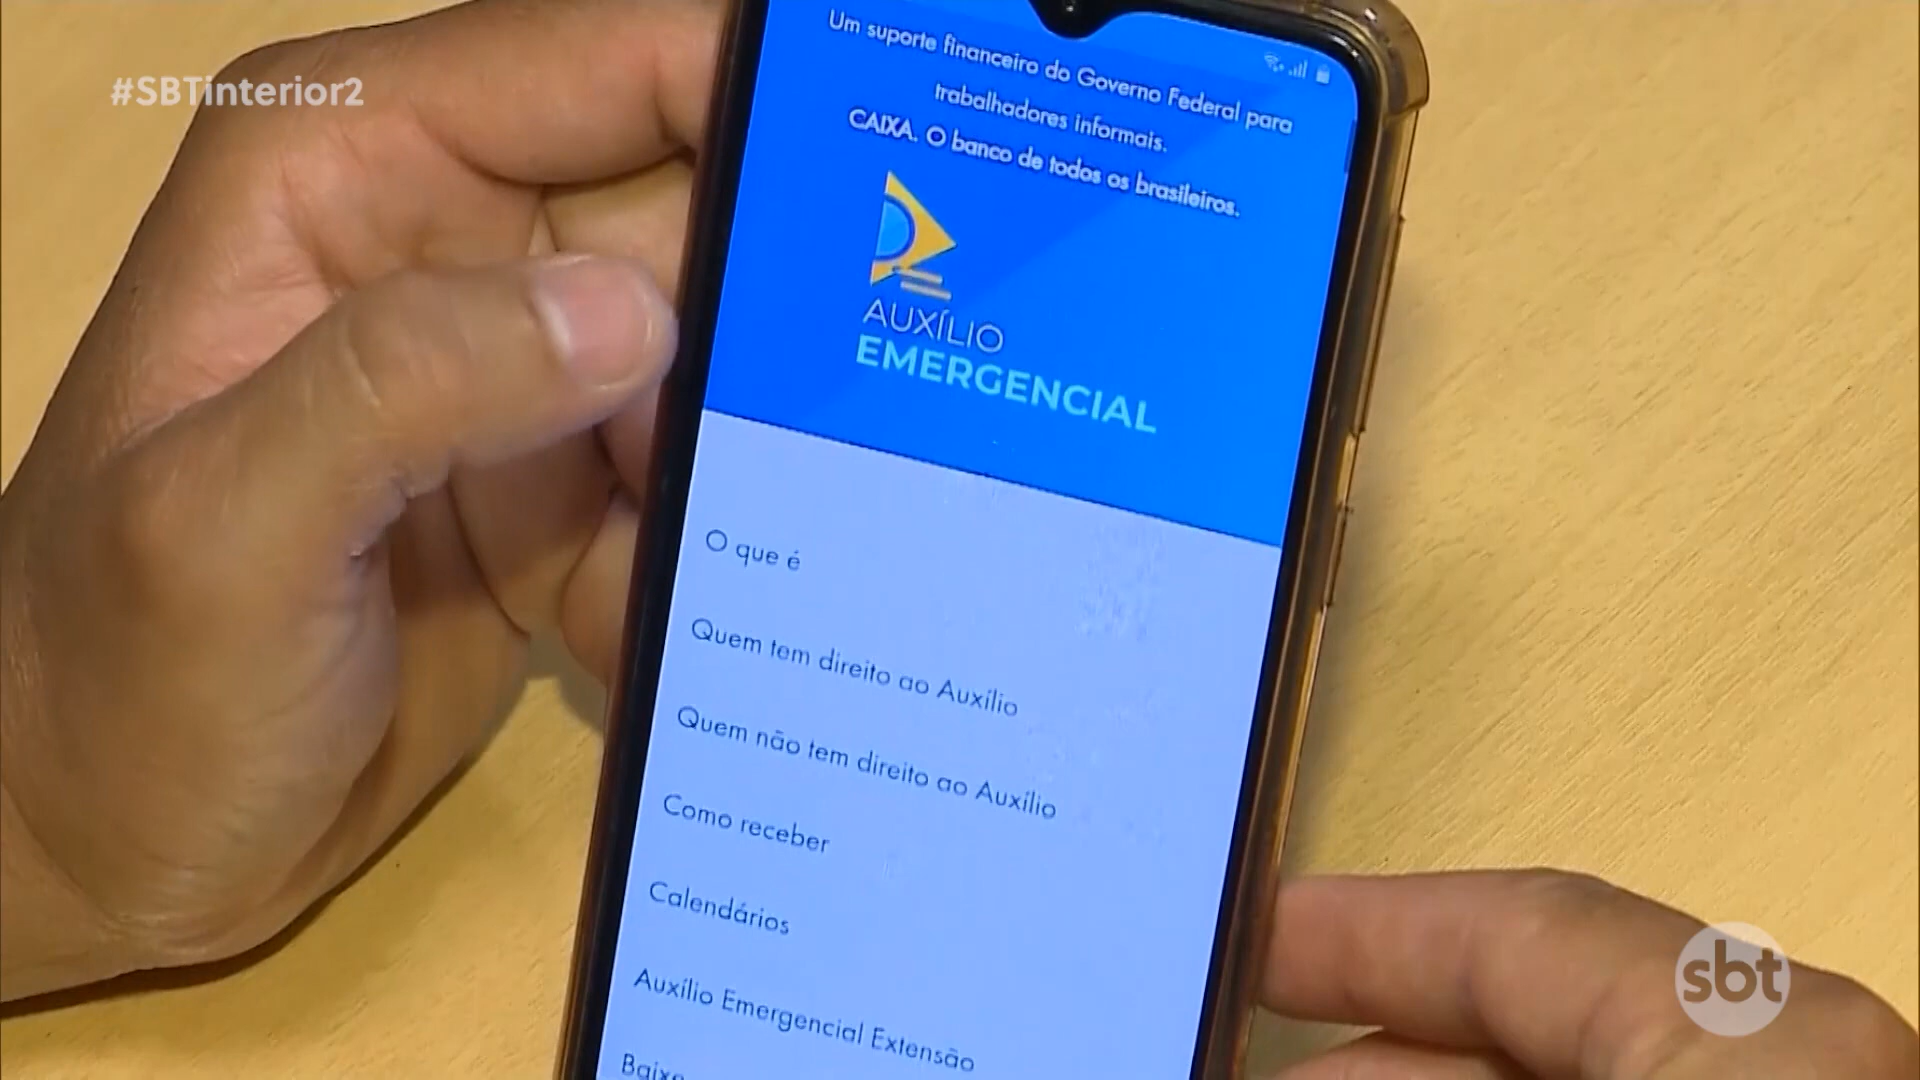 #SBTinterior2
Um suporte financeiro do Governo Federal para
trabalhadores informais.
CAIXA. O banco de todos os brasileiros.
AUXÍLIO
EMERGENCIAL
O que é
Quem tem direito ao Auxílio
Quem não tem direito ao Auxílio
Como receber
Calendários
Auxílio Emergencial Extensão
sbt